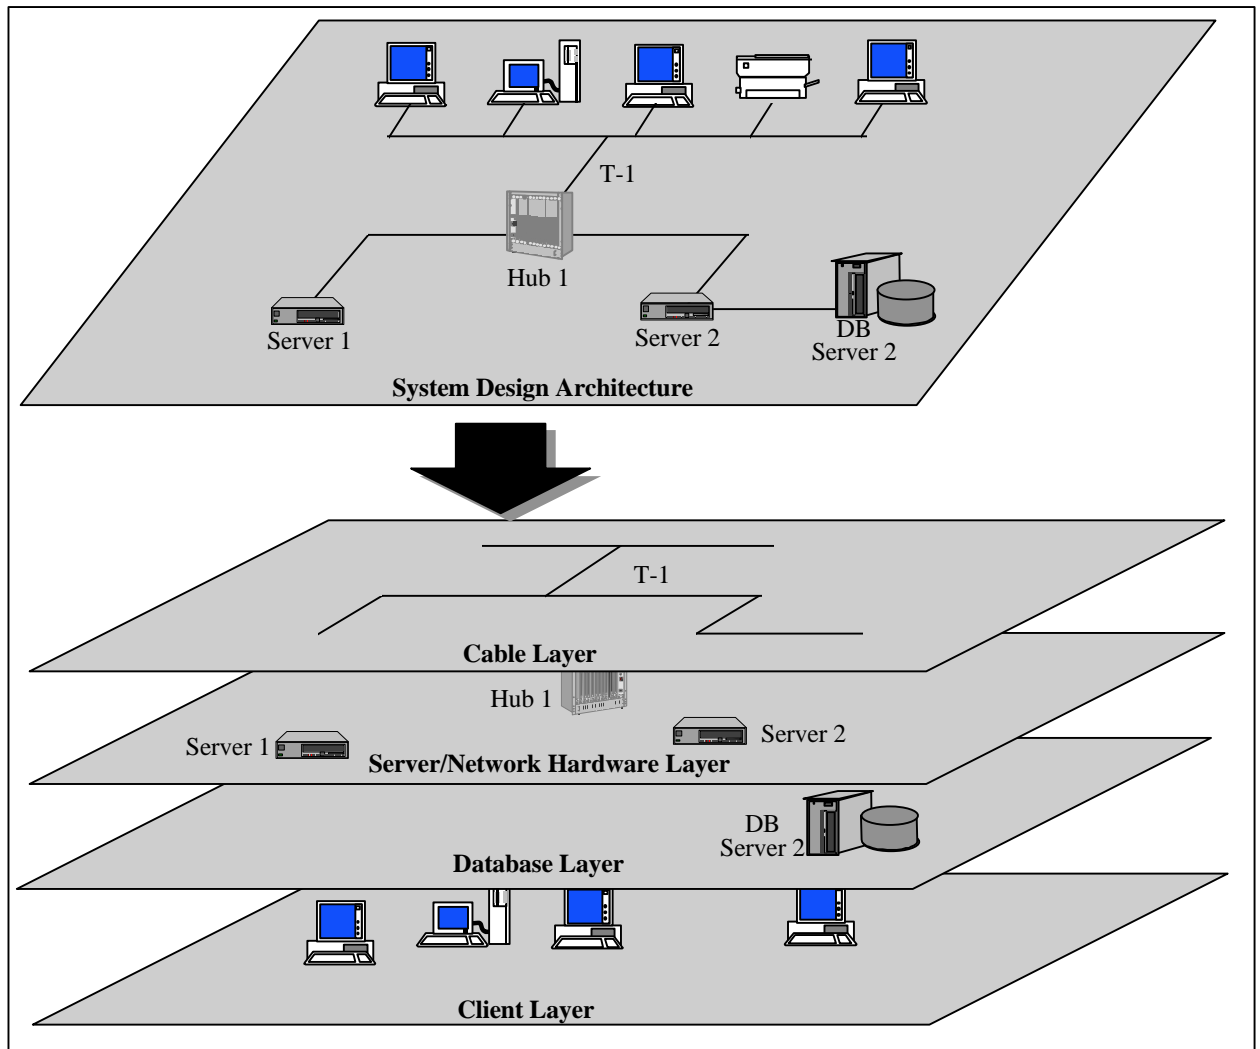 T-1
Hub 1
Server 1
Server 2
DB
Server 2
System Design Architecture
T-1
Cable Layer
Hub 1
Server 1
Server 2
Server/Network Hardware Layer
DB
Server 2
Database Layer
Client Layer